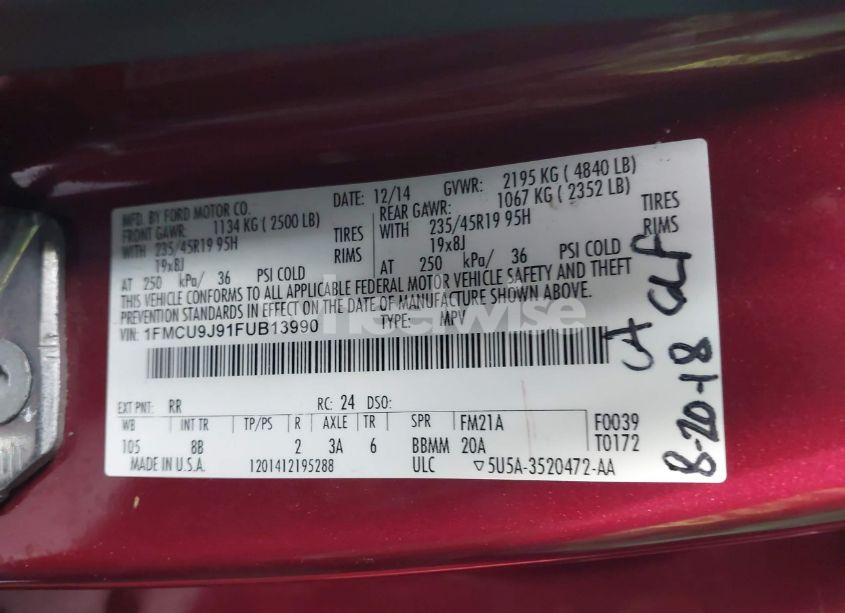 MFD. BY FORD MOTOR CO. DATE: 12/14 GVWR: 2195 KG ( 4840 LB)
FRONT GAWR: 1134 KG ( 2500 LB) REAR GAWR: 1067 KG ( 2352 LB)
WITH 235/45R19 95H TIRES WITH 235/45R19 95H TIRES
19x8J RIMS 19x8J RIMS
AT 250 kPa/ 36 PSI COLD AT 250 kPa/ 36 PSI COLD
THIS VEHICLE CONFORMS TO ALL APPLICABLE FEDERAL MOTOR VEHICLE SAFETY AND THEFT
PREVENTION STANDARDS IN EFFECT ON THE DATE OF MANUFACTURE SHOWN ABOVE.
VIN: 1FMCU9J91FUB13990 TYPE: MPV
EXT PNT: RR RC: 24 DSO:
WB INT TR TP/PS R AXLE TR SPR FM21A F0039
105 8B 2 3A 6 BBMM 20A T0172
MADE IN U.S.A. 1201412195288 ULC ▽5U5A-3520472-AA
8-20-18